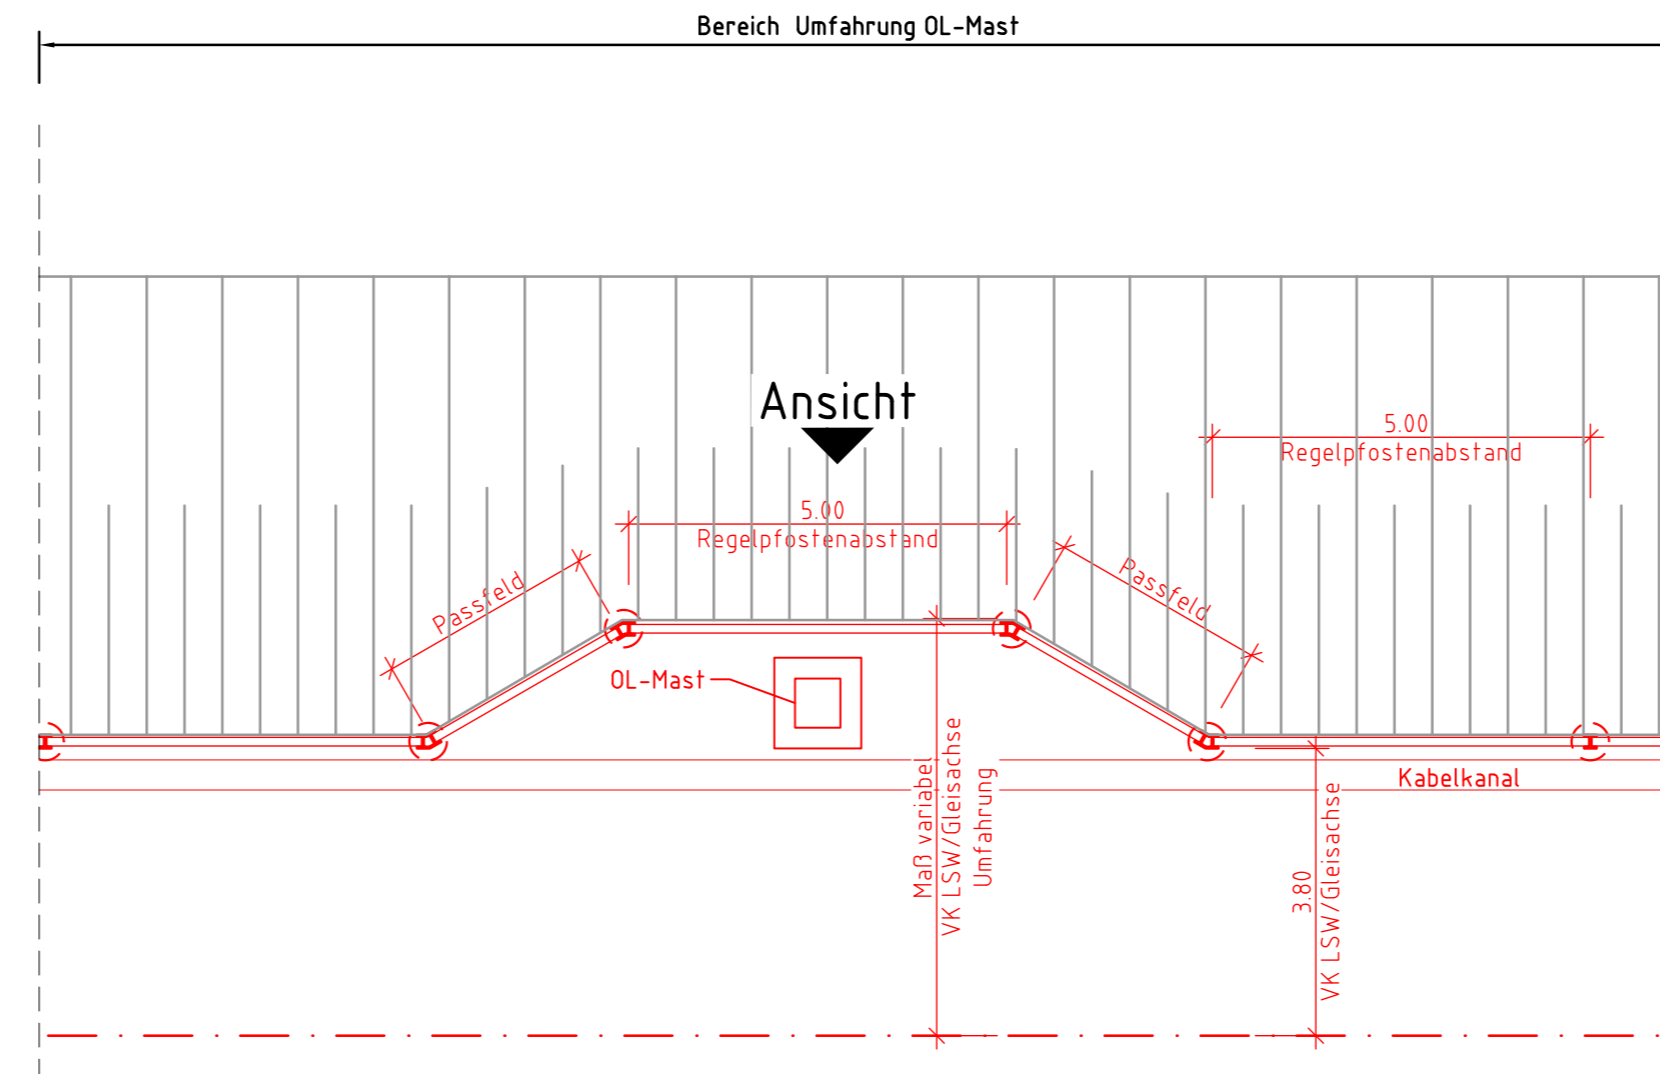 Bereich Umfahrung OL-Mast
Ansicht
5.00
Regelpfostenabstand
5.00
Regelpfostenabstand
Passfeld
Passfeld
OL-Mast
Maß variabel
VK LSW/Gleisachse
Umfahrung
Kabelkanal
3.80
VK LSW/Gleisachse